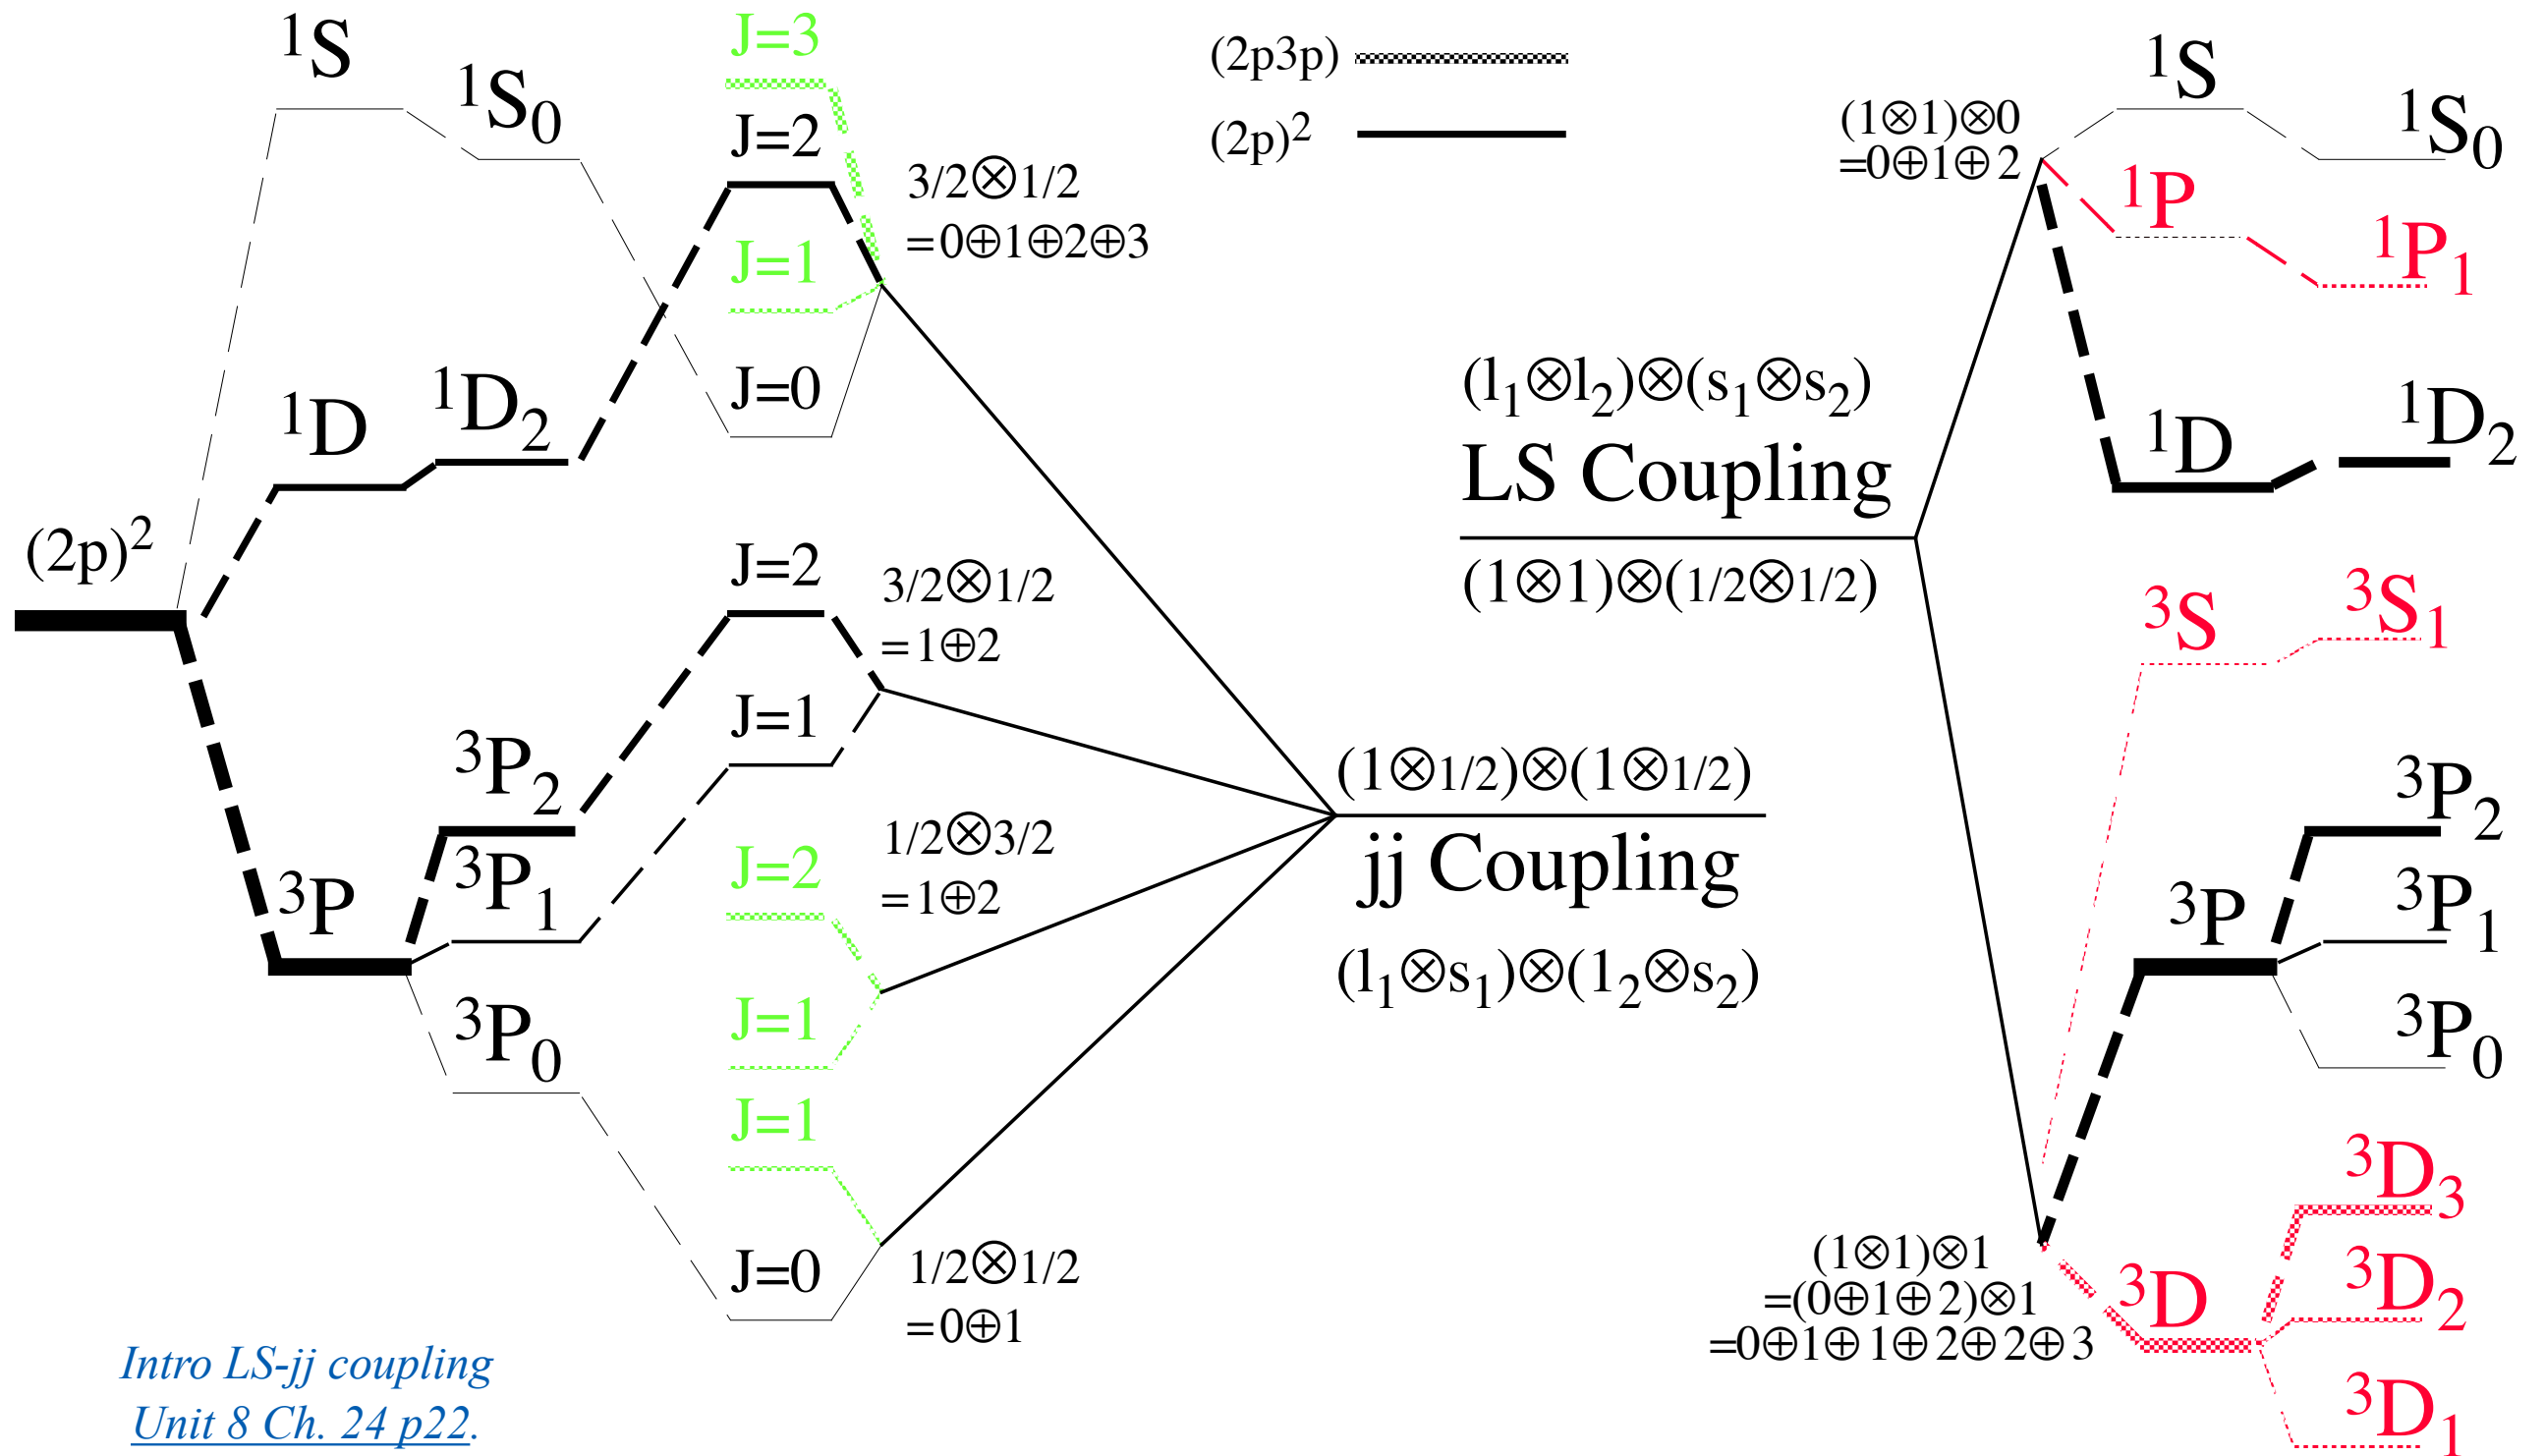 ¹S
¹S₀
¹D
¹D₂
(2p)²
³P
³P₂
³P₁
³P₀
J=3
J=2
J=1
J=0
3/2⊗1/2
=0⊕1⊕2⊕3
J=2
J=1
3/2⊗1/2
=1⊕2
J=2
J=1
1/2⊗3/2
=1⊕2
J=1
J=0
1/2⊗1/2
=0⊕1
(2p3p)
(2p)²
(l₁⊗l₂)⊗(s₁⊗s₂)
LS Coupling
(1⊗1)⊗(1/2⊗1/2)
(1⊗1/2)⊗(1⊗1/2)
jj Coupling
(l₁⊗s₁)⊗(1₂⊗s₂)
(1⊗1)⊗0
=0⊕1⊕2
¹S
¹S₀
¹P
¹P₁
¹D
¹D₂
³S
³S₁
³P
³P₂
³P₁
³P₀
(1⊗1)⊗1
=(0⊕1⊕2)⊗1
=0⊕1⊕1⊕2⊕2⊕3
³D
³D₃
³D₂
³D₁
Intro LS-jj coupling
Unit 8 Ch. 24 p22.